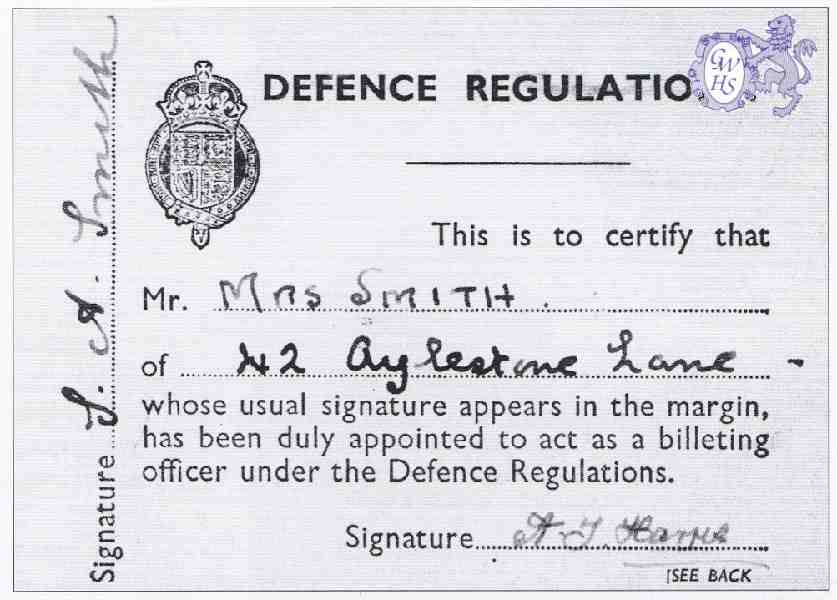 DEFENCE REGULATIO
GWHS
This is to certify that
Mr. Mrs SMITH.
of 42 Aylestone Lane -
whose usual signature appears in the margin,
has been duly appointed to act as a billeting
officer under the Defence Regulations.
Signature A. J. Harris
[SEE BACK
Signature S. A. Smith